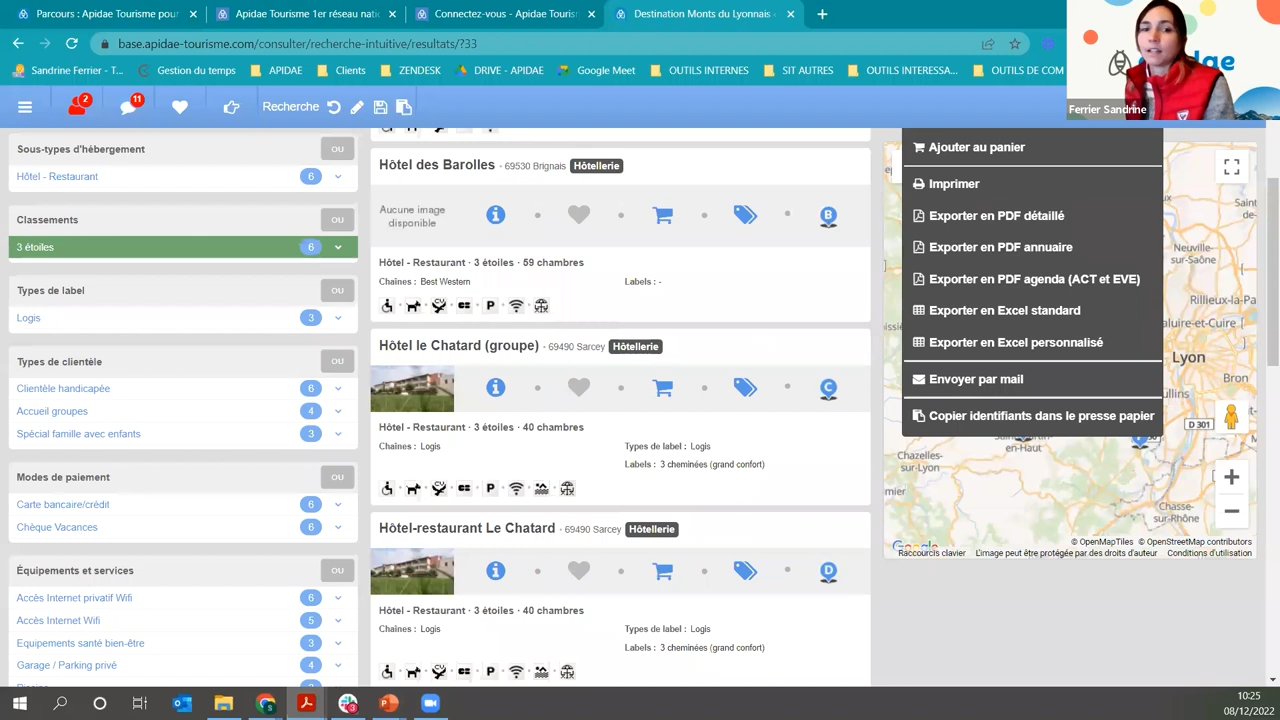 Parcours : Apidae Tourisme pour
Apidae Tourisme 1er réseau nati
Connectez-vous - Apidae Tourism
Destination Monts du Lyonnais
base.apidae-tourisme.com/consulter/recherche-intuitive/resultats/?33
Sandrine Ferrier - T...
Gestion du temps
APIDAE
Clients
ZENDESK
DRIVE - APIDAE
Google Meet
OUTILS INTERNES
SIT AUTRES
OUTILS INTERESSA...
OUTILS DE COM
Ferrier Sandrine
2
11
Recherche
Sous-types d'hébergement
OU
Hôtel - Restaurant
6
Classements
OU
3 étoiles
6
Types de label
OU
Logis
3
Types de clientèle
OU
Clientèle handicapée
6
Accueil groupes
4
Spécial famille avec enfants
3
Modes de paiement
OU
Carte bancaire/crédit
6
Chèque Vacances
6
Équipements et services
OU
Accès Internet privatif Wifi
6
Accès Internet Wifi
5
Equipements santé bien-être
3
Garage / Parking privé
4
Hôtel des Barolles - 69530 Brignais Hôtellerie
Aucune image
disponible
B
Hôtel - Restaurant · 3 étoiles · 59 chambres
Chaînes : Best Western
Labels : -
Hôtel le Chatard (groupe) - 69490 Sarcey Hôtellerie
C
Hôtel - Restaurant · 3 étoiles · 40 chambres
Chaînes : Logis
Types de label : Logis
Labels : 3 cheminées (grand confort)
Hôtel-restaurant Le Chatard - 69490 Sarcey Hôtellerie
D
Hôtel - Restaurant · 3 étoiles · 40 chambres
Chaînes : Logis
Types de label : Logis
Labels : 3 cheminées (grand confort)
Ajouter au panier
Imprimer
Exporter en PDF détaillé
Exporter en PDF annuaire
Exporter en PDF agenda (ACT et EVE)
Exporter en Excel standard
Exporter en Excel personnalisé
Envoyer par mail
Copier identifiants dans le presse papier
Neuville-
sur-Saône
Rillieux-la-Pa
Lyon
Bron
D 301
en-Haut
Chazelles-
sur-Lyon
Chasse-
sur-Rhône
Google
© OpenMapTiles © OpenStreetMap contributors
Raccourcis clavier
L'image peut être protégée par des droits d'auteur
Conditions d'utilisation
3
10:25
08/12/2022